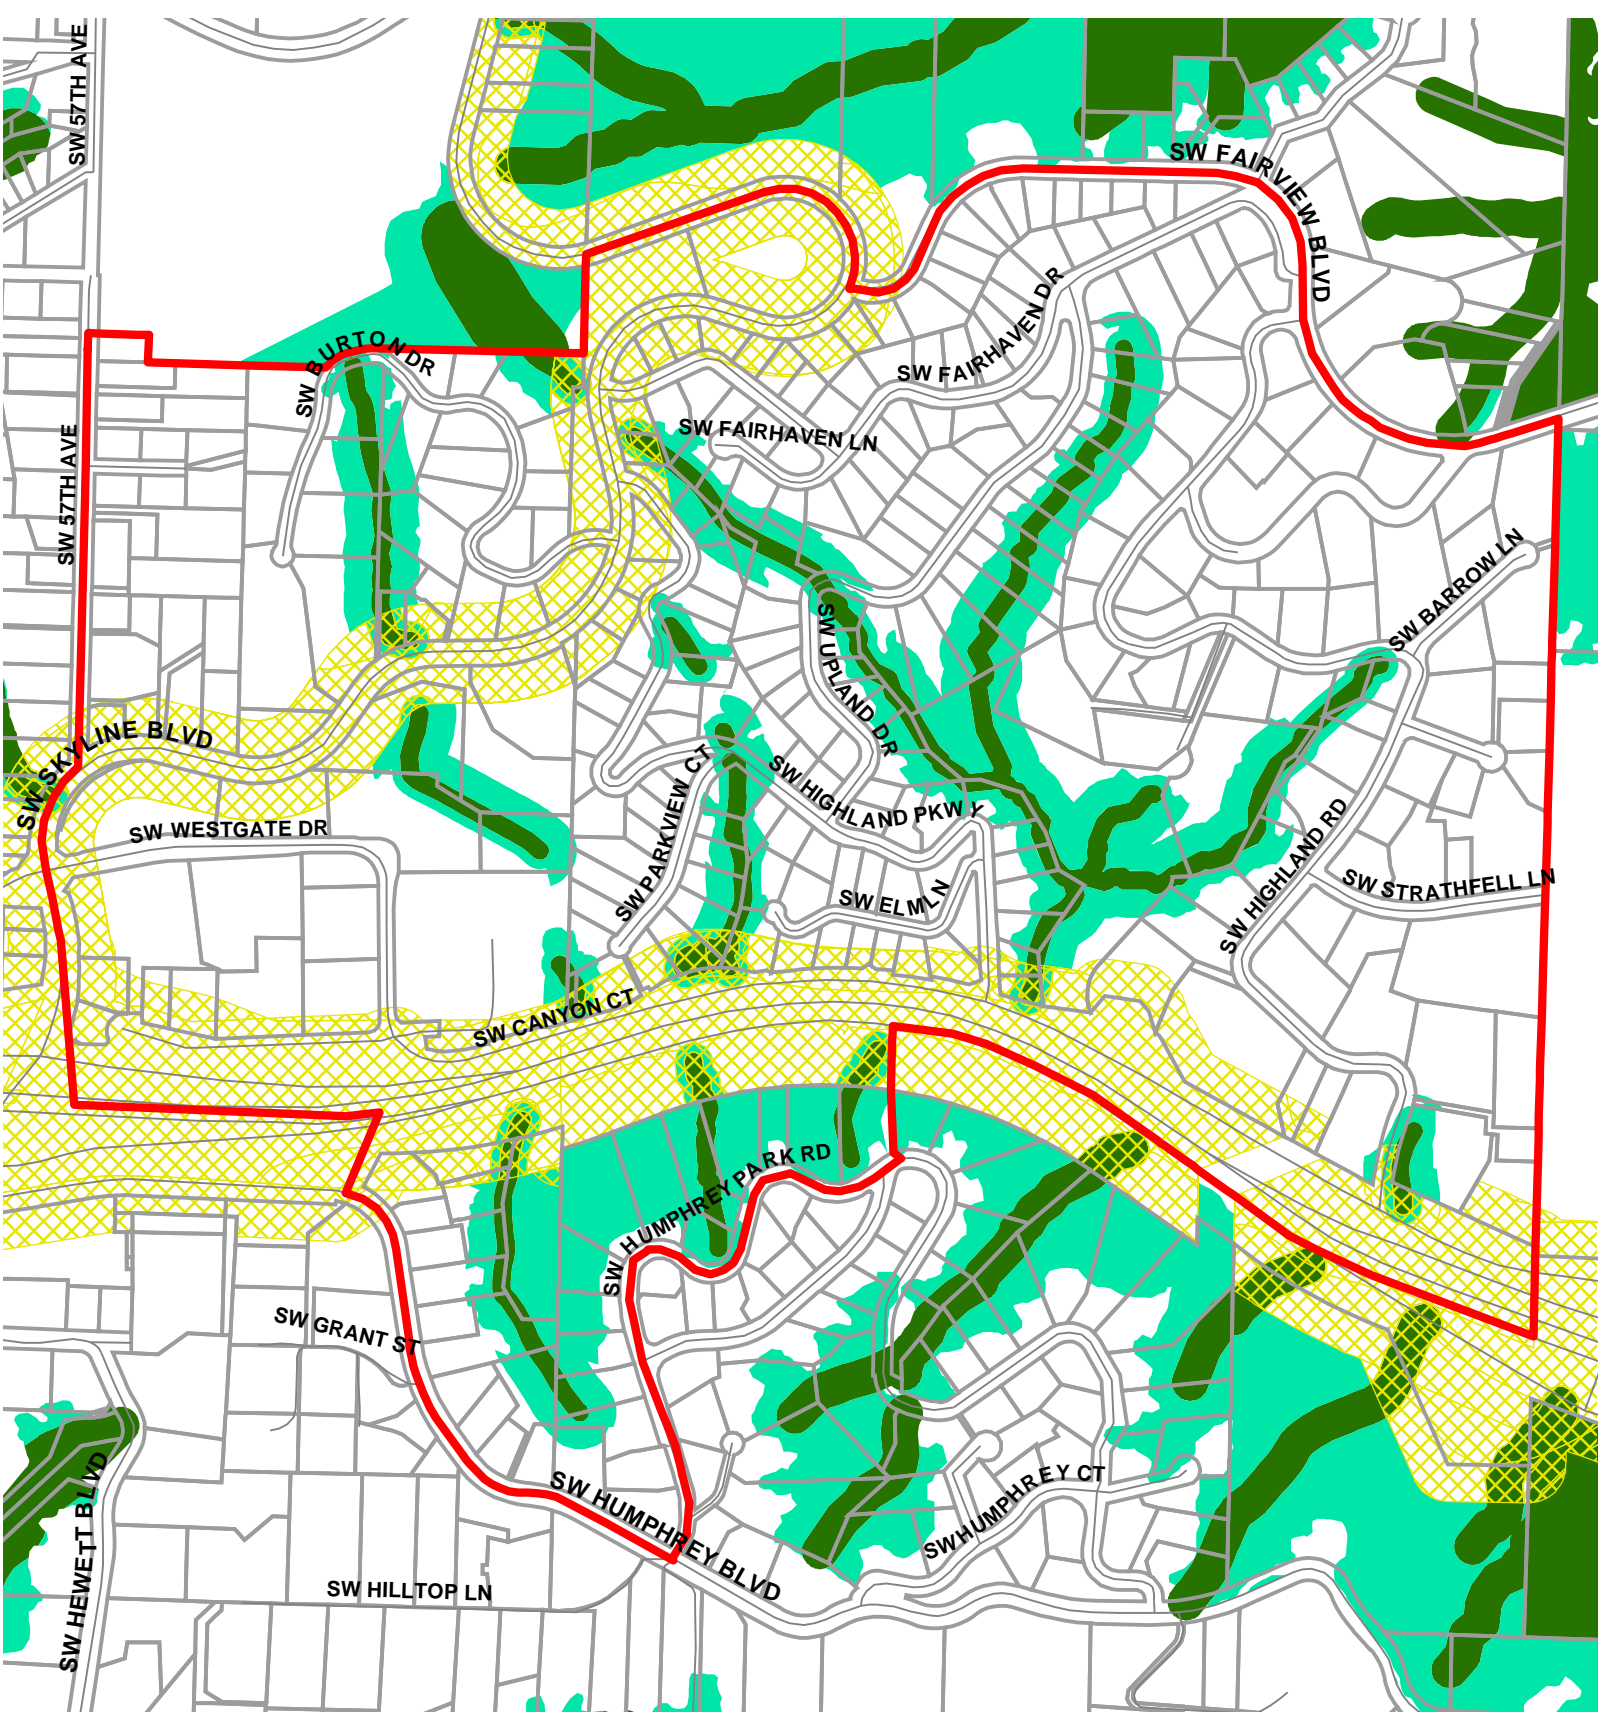 SW 57TH AVE
SW FAIRVIEW BLVD
SW FAIRHAVEN DR
SW BURTON DR
SW FAIRHAVEN LN
SW 57TH AVE
SW BARROW LN
SW UPLAND DR
SW SKYLINE BLVD
SW PARKVIEW CT
SW HIGHLAND PKWY
SW WESTGATE DR
SW HIGHLAND RD
SW STRATHFELL LN
SW ELM LN
SW CANYON CT
SW HUMPHREY PARK RD
SW GRANT ST
SW HUMPHREY CT
SW HUMPHREY BLVD
SW HEWETT BLVD
SW HILLTOP LN